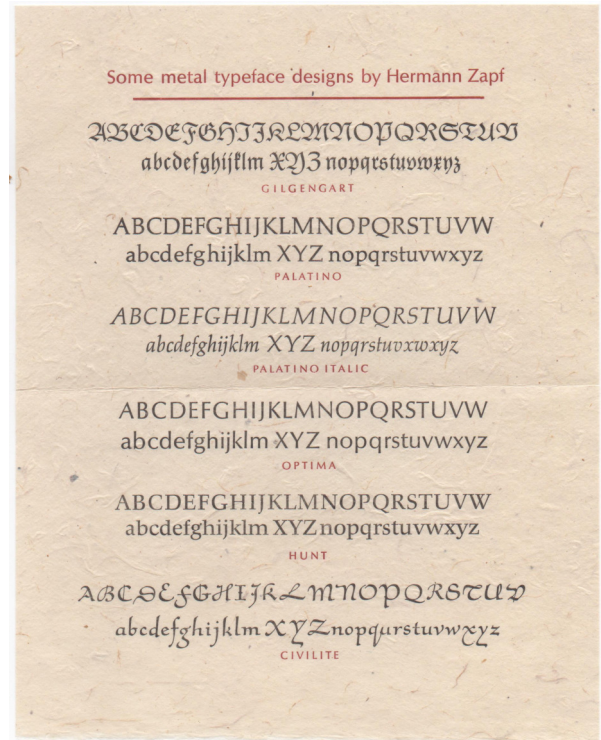 Some metal typeface designs by Hermann Zapf
ABCDEFGHIJKLMNOPQRSTUV
abcdefghijklm XYZ nopqrstuvwxyz
GILGENGART
ABCDEFGHIJKLMNOPQRSTUVW
abcdefghijklm XYZ nopqrstuvwxyz
PALATINO
ABCDEFGHIJKLMNOPQRSTUVW
abcdefghijklm XYZ nopqrstuvxwxyz
PALATINO ITALIC
ABCDEFGHIJKLMNOPQRSTUVW
abcdefghijklm XYZ nopqrstuvwxyz
OPTIMA
ABCDEFGHIJKLMNOPQRSTUVW
abcdefghijklm XYZ nopqrstuvwxyz
HUNT
ABCDEFGHIJKLMNOPQRSTUV
abcdefghijklm XYZ nopqurstuvwxyz
CIVILITE